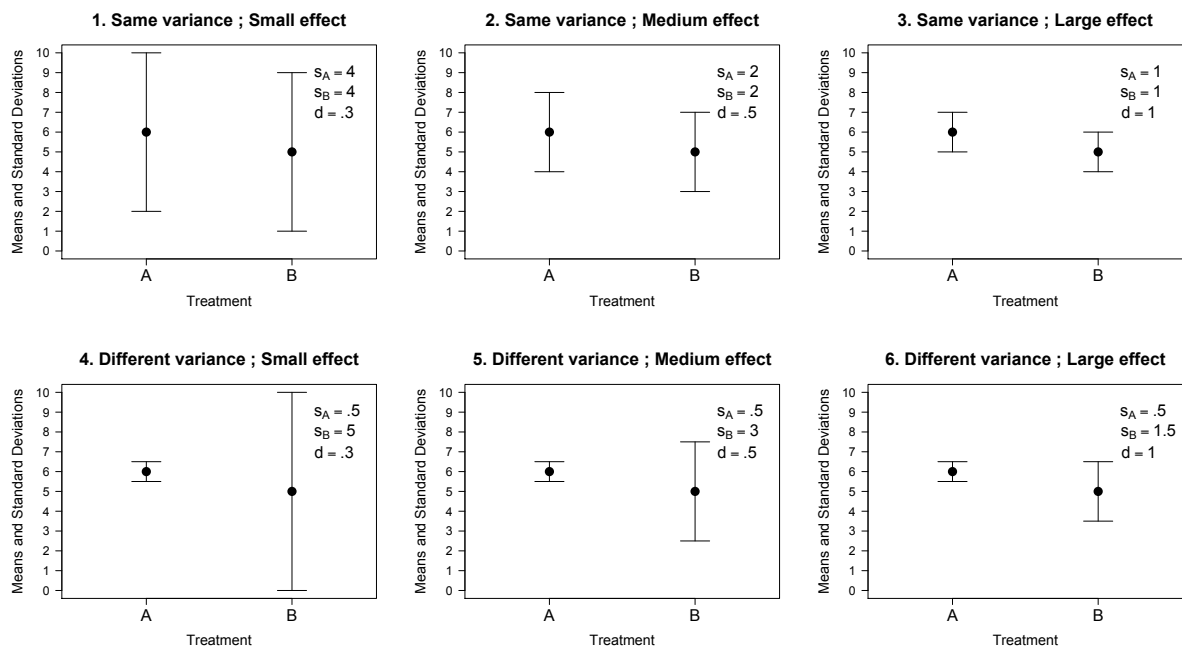 1. Same variance ; Small effect
Means and Standard Deviations
10
9
8
7
6
5
4
3
2
1
0
sA = 4
sB = 4
d = .3
A
B
Treatment
2. Same variance ; Medium effect
Means and Standard Deviations
10
9
8
7
6
5
4
3
2
1
0
sA = 2
sB = 2
d = .5
A
B
Treatment
3. Same variance ; Large effect
Means and Standard Deviations
10
9
8
7
6
5
4
3
2
1
0
sA = 1
sB = 1
d = 1
A
B
Treatment
4. Different variance ; Small effect
Means and Standard Deviations
10
9
8
7
6
5
4
3
2
1
0
sA = .5
sB = 5
d = .3
A
B
Treatment
5. Different variance ; Medium effect
Means and Standard Deviations
10
9
8
7
6
5
4
3
2
1
0
sA = .5
sB = 3
d = .5
A
B
Treatment
6. Different variance ; Large effect
Means and Standard Deviations
10
9
8
7
6
5
4
3
2
1
0
sA = .5
sB = 1.5
d = 1
A
B
Treatment